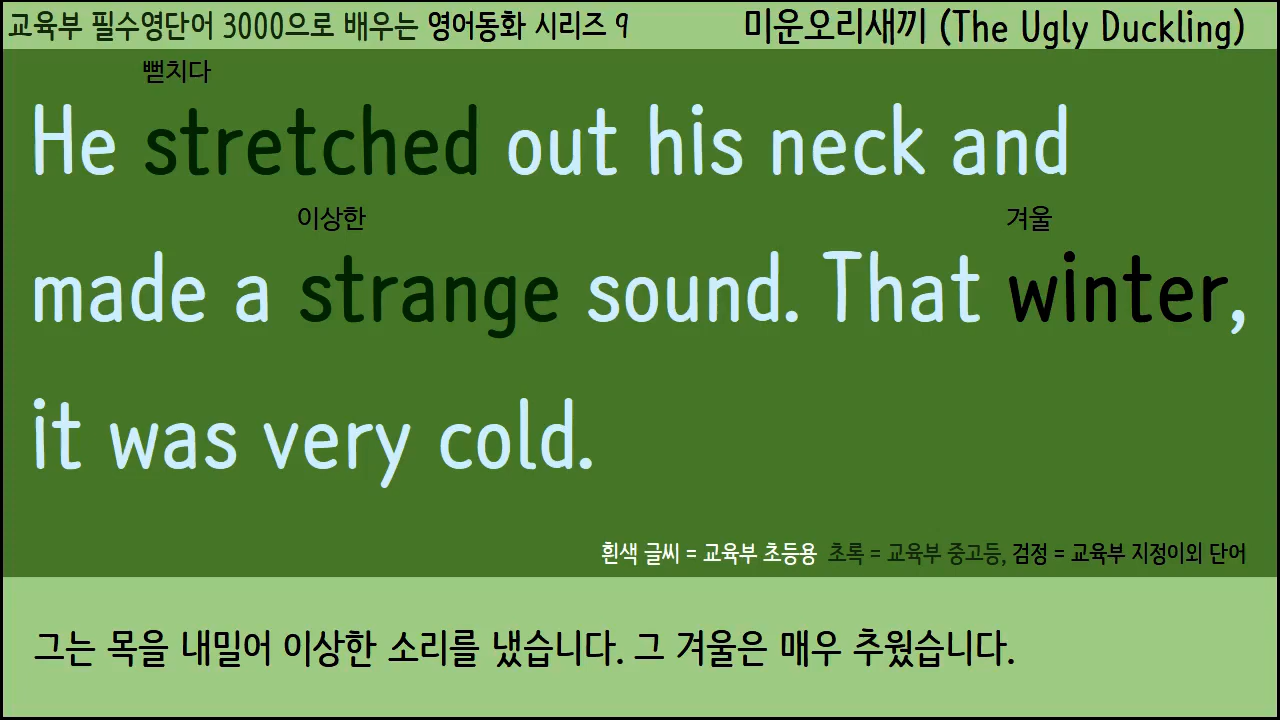 교육부 필수영단어 3000으로 배우는 영어동화 시리즈 9 미운오리새끼 (The Ugly Duckling)
뻗치다
He stretched out his neck and
이상한 겨울
made a strange sound. That winter,
it was very cold.
흰색 글씨 = 교육부 초등용 초록 = 교육부 중고등, 검정 = 교육부 지정이외 단어
그는 목을 내밀어 이상한 소리를 냈습니다. 그 겨울은 매우 추웠습니다.